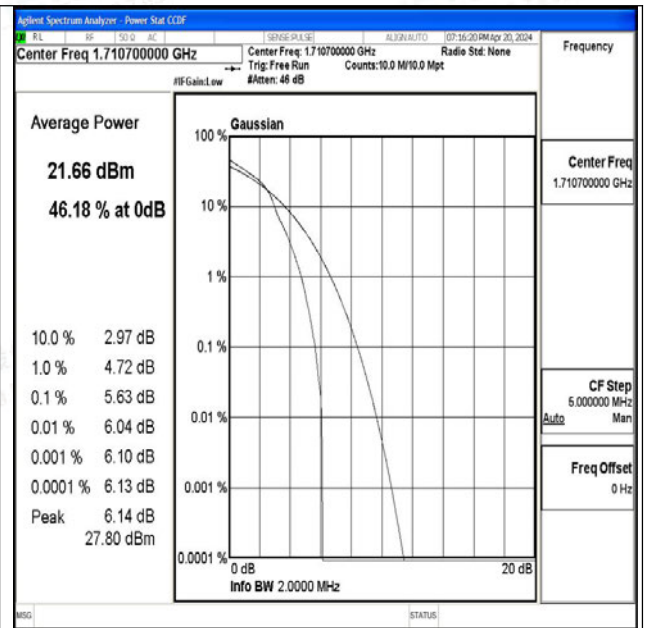 Agilent Spectrum Analyzer - Power Stat CCDF
RL RF 50 Ω AC SENSE:PULSE ALIGN AUTO 07:16:20 PM Apr 20, 2024
Center Freq 1.710700000 GHz
Center Freq: 1.710700000 GHz Radio Std: None
Trig: Free Run Counts:10.0 M/10.0 Mpt
#IFGain:Low #Atten: 46 dB
Frequency
Average Power
21.66 dBm
46.18 % at 0dB
10.0 % 2.97 dB
1.0 % 4.72 dB
0.1 % 5.63 dB
0.01 % 6.04 dB
0.001 % 6.10 dB
0.0001 % 6.13 dB
Peak 6.14 dB
27.80 dBm
Gaussian
100 %
10 %
1 %
0.1 %
0.01 %
0.001 %
0.0001 %
0 dB 20 dB
Info BW 2.0000 MHz
Center Freq
1.710700000 GHz
CF Step
5.000000 MHz
Auto Man
Freq Offset
0 Hz
MSG STATUS